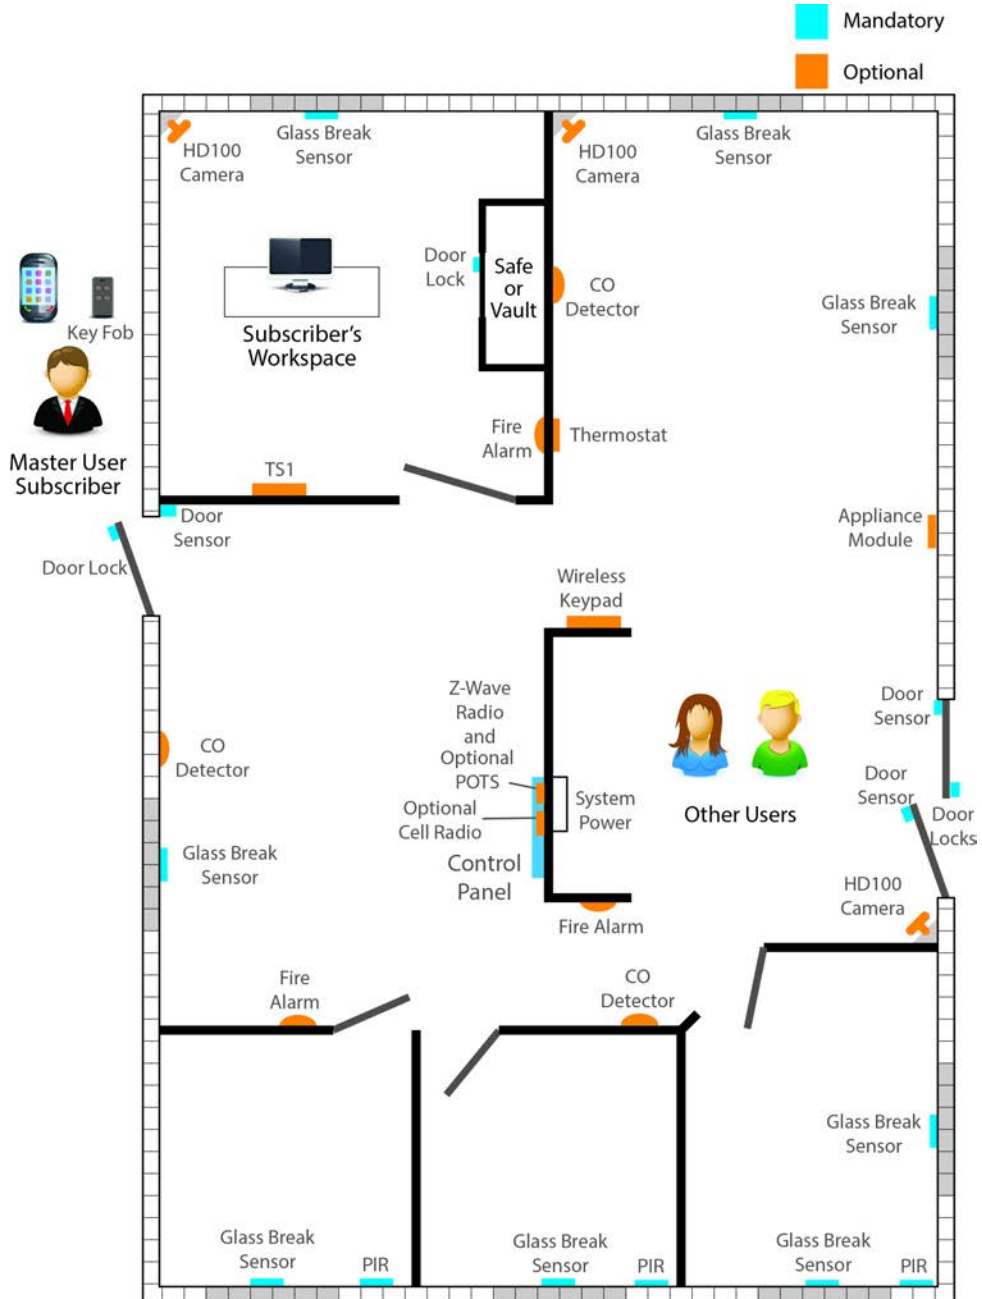 Mandatory
Optional
Glass Break
Sensor
Glass Break
Sensor
HD100
Camera
HD100
Camera
Door
Lock
Safe
or
Vault
CO
Detector
Glass Break
Sensor
Key Fob
Subscriber's
Workspace
Master User
Subscriber
Fire
Alarm
Thermostat
TS1
Door
Sensor
Appliance
Module
Door Lock
Wireless
Keypad
Z-Wave
Radio
and
Optional
POTS
Optional
Cell Radio
Control
Panel
System
Power
Other Users
Door
Sensor
Door
Sensor
Door
Locks
CO
Detector
Glass Break
Sensor
HD100
Camera
Fire Alarm
Fire
Alarm
CO
Detector
Glass Break
Sensor
Glass Break
Sensor
PIR
Glass Break
Sensor
PIR
Glass Break
Sensor
PIR